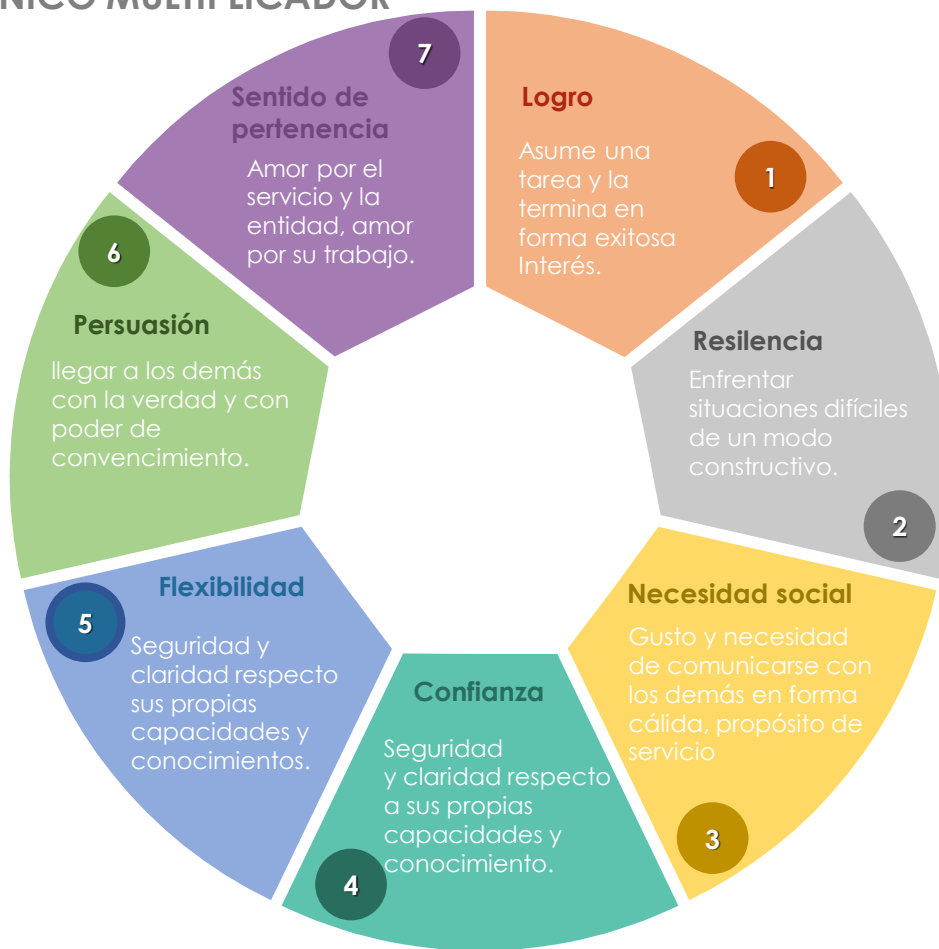 NICO MULTIPLICADOR
7
Sentido de
pertenencia
Amor por el
servicio y la
entidad, amor
por su trabajo.
Logro
Asume una
tarea y la
termina en
forma exitosa
Interés.
1
Resilencia
Enfrentar
situaciones difíciles
de un modo
constructivo.
2
Necesidad social
Gusto y necesidad
de comunicarse con
los demás en forma
cálida, propósito de
servicio
3
Confianza
Seguridad
y claridad respecto
a sus propias
capacidades y
conocimiento.
4
Flexibilidad
5
Seguridad y
claridad respecto
sus propias
capacidades y
conocimientos.
6
Persuasión
llegar a los demás
con la verdad y con
poder de
convencimiento.